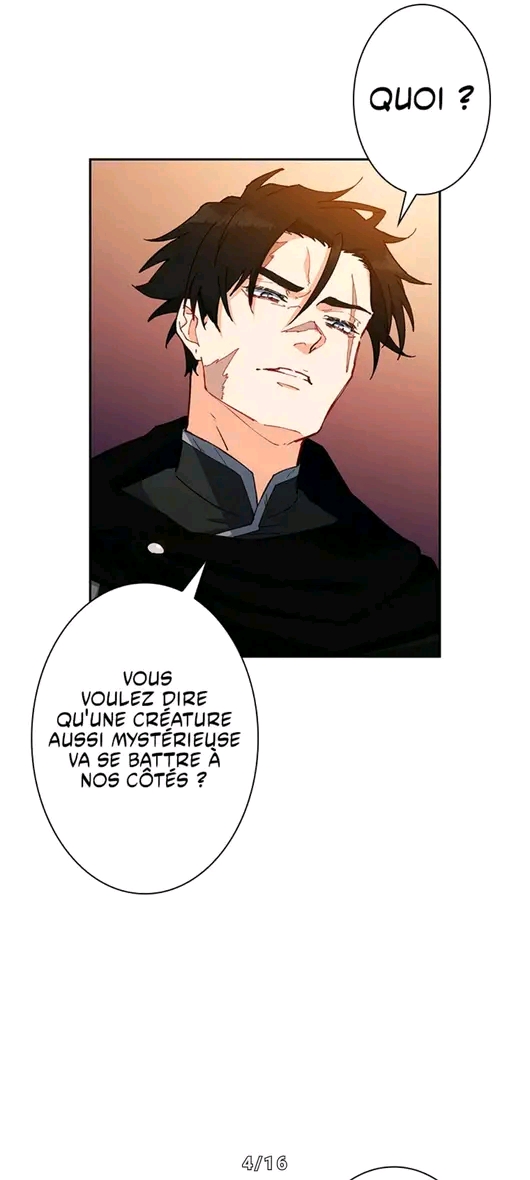 QUOI ?
VOUS
VOULEZ DIRE
QU'UNE CRÉATURE
AUSSI MYSTÉRIEUSE
VA SE BATTRE À
NOS CÔTÉS ?
4/16